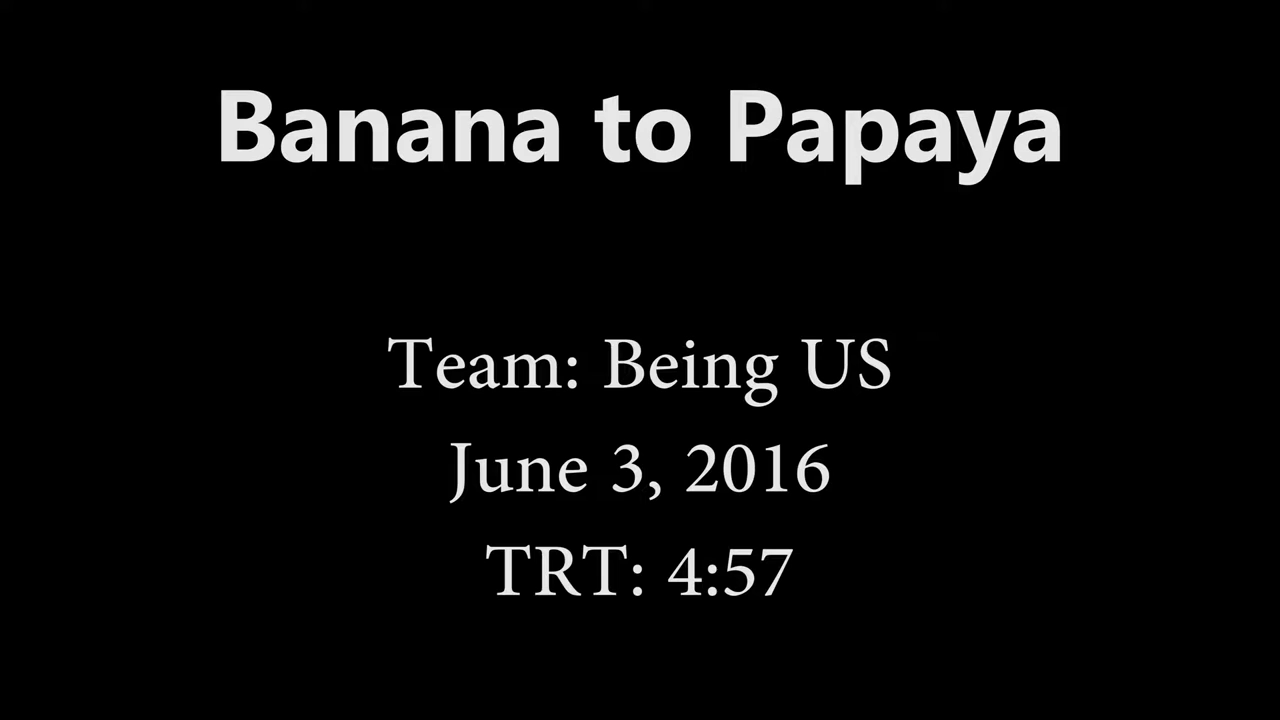 Banana to Papaya
Team: Being US
June 3, 2016
TRT: 4:57